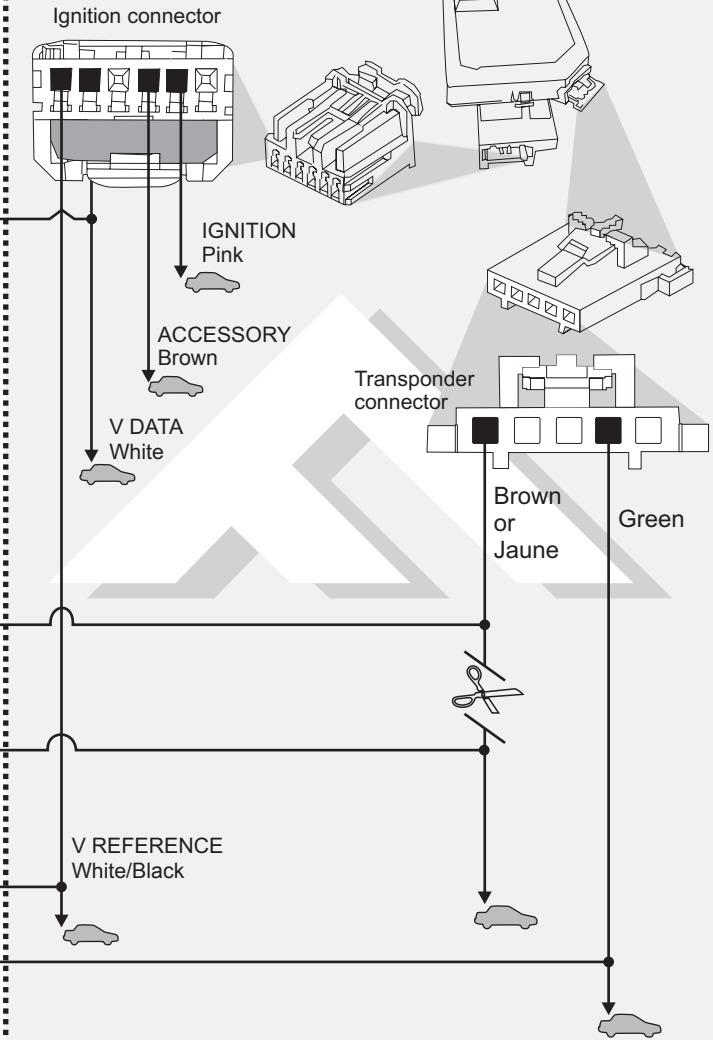 Ignition connector
IGNITION
Pink
ACCESSORY
Brown
Transponder
connector
V DATA
White
Brown
or
Jaune
Green
V REFERENCE
White/Black